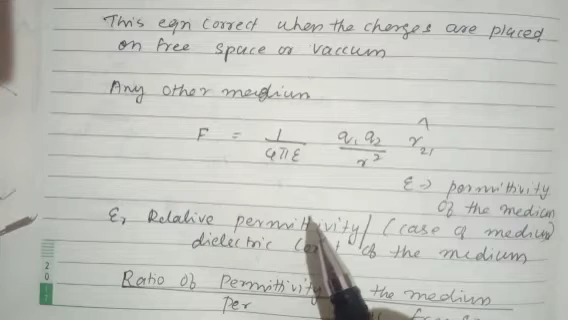 This eqn correct when the charges are placed
on free space or vaccum
Any other medium
F = 1/4πε q1 q2/r² r̂21
ε => permittivity
of the medium
εr Relative permittivity/ (case of medium)
dielectric of the medium
Ratio of Permittivity the medium
Per
20